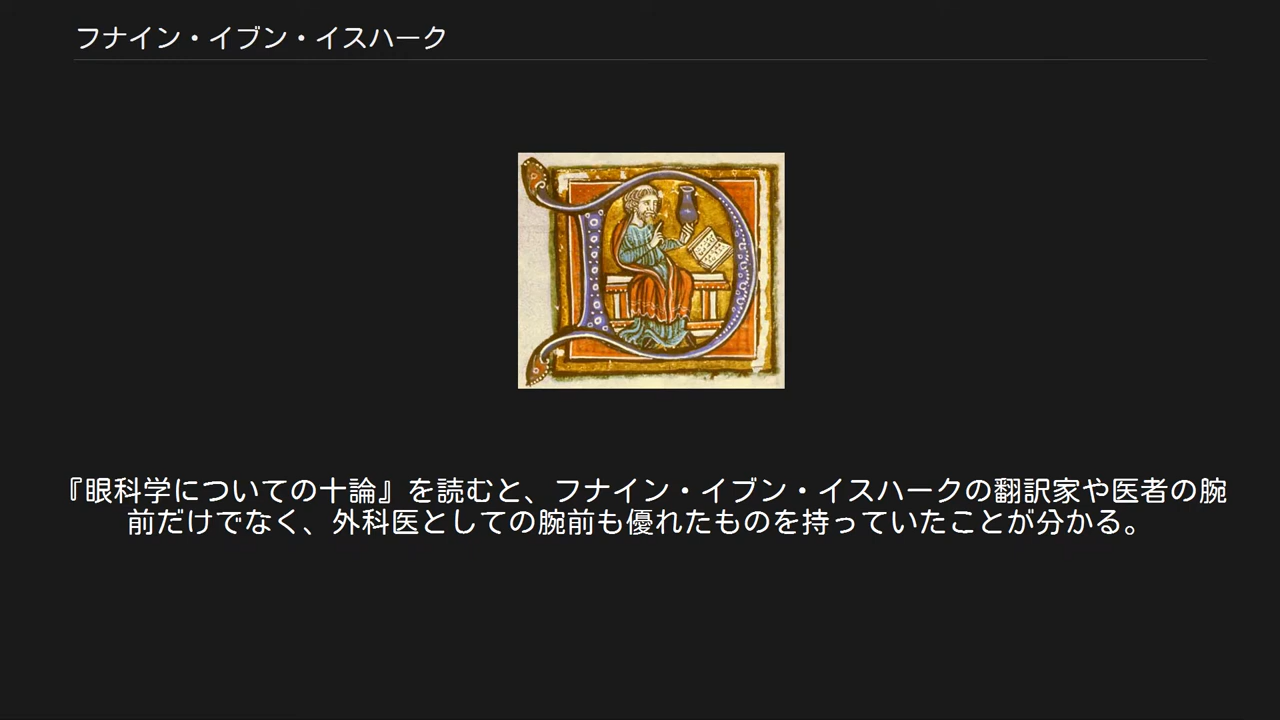 フナイン・イブン・イスハーク
『眼科学についての十論』を読むと、フナイン・イブン・イスハークの翻訳家や医者の腕
前だけでなく、外科医としての腕前も優れたものを持っていたことが分かる。